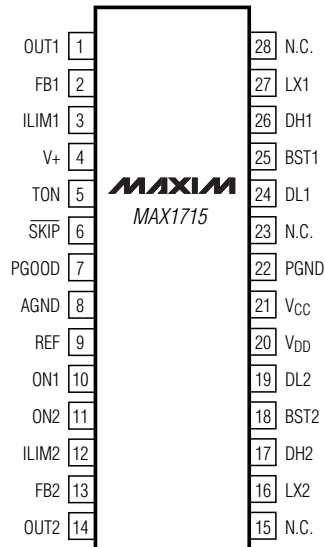 OUT1 1 28 N.C.
FB1 2 27 LX1
ILIM1 3 26 DH1
V+ 4 25 BST1
TON 5 MAXIM 24 DL1
SKIP 6 MAX1715 23 N.C.
PGOOD 7 22 PGND
AGND 8 21 VCC
REF 9 20 VDD
ON1 10 19 DL2
ON2 11 18 BST2
ILIM2 12 17 DH2
FB2 13 16 LX2
OUT2 14 15 N.C.